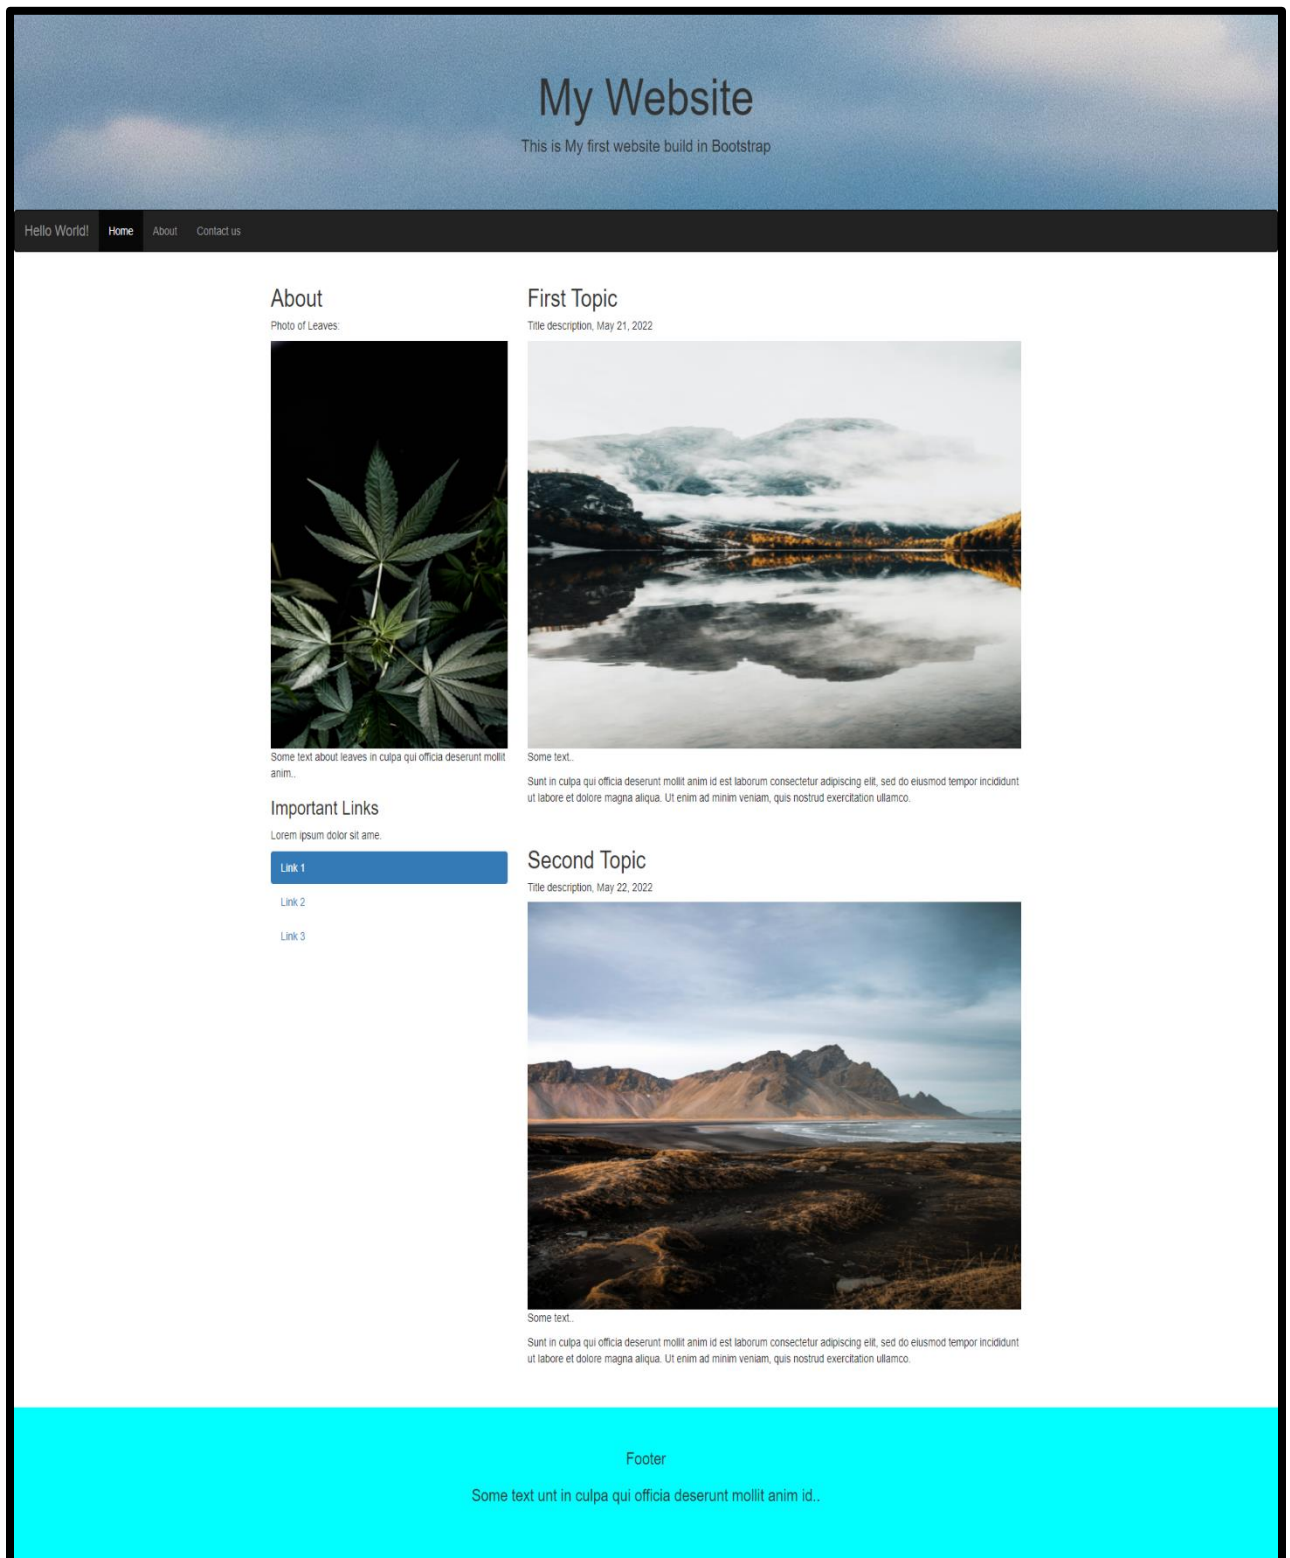 My Website
This is My first website build in Bootstrap
Hello World! Home About Contact us
About
Photo of Leaves:
Some text about leaves in culpa qui officia deserunt mollit
anim..
Important Links
Lorem ipsum dolor sit ame.
Link 1
Link 2
Link 3
First Topic
Title description, May 21, 2022
Some text..
Sunt in culpa qui officia deserunt mollit anim id est laborum consectetur adipiscing elit, sed do eiusmod tempor incididunt
ut labore et dolore magna aliqua. Ut enim ad minim veniam, quis nostrud exercitation ullamco.
Second Topic
Title description, May 22, 2022
Some text..
Sunt in culpa qui officia deserunt mollit anim id est laborum consectetur adipiscing elit, sed do eiusmod tempor incididunt
ut labore et dolore magna aliqua. Ut enim ad minim veniam, quis nostrud exercitation ullamco.
Footer
Some text unt in culpa qui officia deserunt mollit anim id..